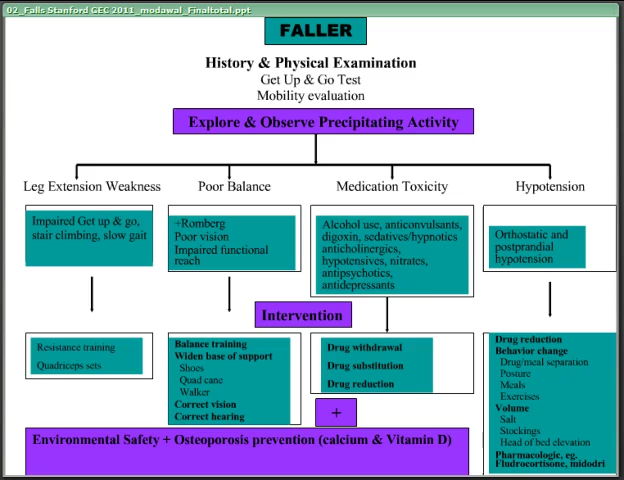 02_Falls Stanford GEC 2011_modawal_Finaltotal.ppt
FALLER
History & Physical Examination
Get Up & Go Test
Mobility evaluation
Explore & Observe Precipitating Activity
Leg Extension Weakness
Poor Balance
Medication Toxicity
Hypotension
Impaired Get up & go,
stair climbing, slow gait
+Romberg
Poor vision
Impaired functional
reach
Alcohol use, anticonvulsants,
digoxin, sedatives/hypnotics
anticholinergics,
hypotensives, nitrates,
antipsychotics,
antidepressants
Orthostatic and
postprandial
hypotension
Intervention
Resistance training
Quadriceps sets
Balance training
Widen base of support
Shoes
Quad cane
Walker
Correct vision
Correct hearing
Drug withdrawal
Drug substitution
Drug reduction
Drug reduction
Behavior change
Drug/meal separation
Posture
Meals
Exercises
Volume
Salt
Stockings
Head of bed elevation
Pharmacologic, eg.
Fludrocortisone, midodri
+
Environmental Safety + Osteoporosis prevention (calcium & Vitamin D)